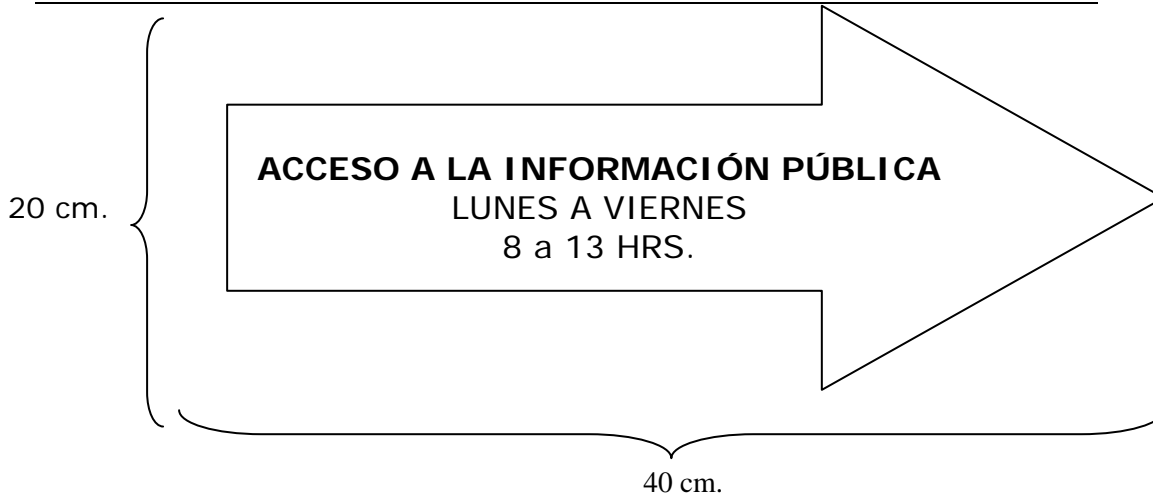 ACCESO A LA INFORMACIÓN PÚBLICA
LUNES A VIERNES
8 a 13 HRS.
20 cm.
40 cm.